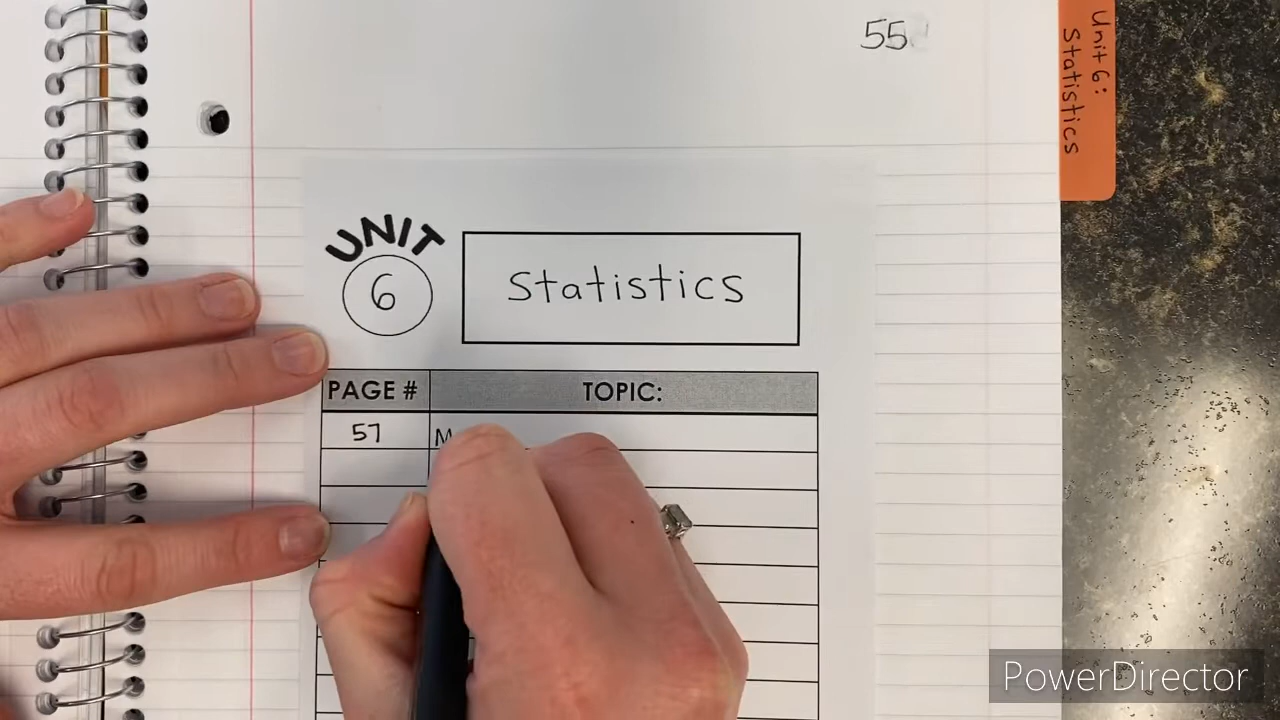 55
Unit 6:
Statistics
UNIT
6
Statistics
PAGE # TOPIC:
57 M
PowerDirector